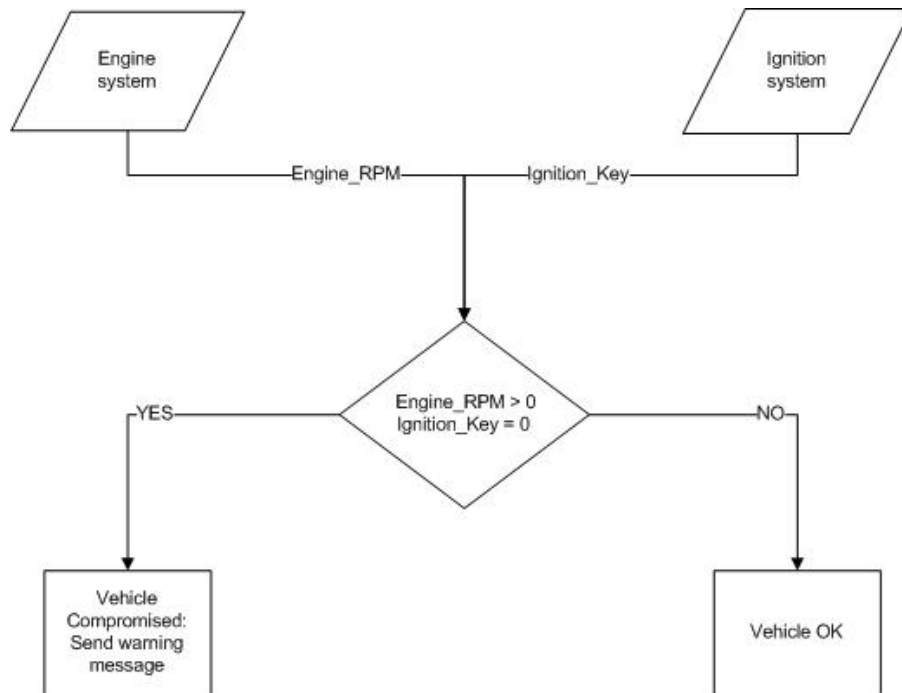 Engine
system
Ignition
system
Engine_RPM
Ignition_Key
Engine_RPM > 0
Ignition_Key = 0
YES
NO
Vehicle
Compromised:
Send warning
message
Vehicle OK